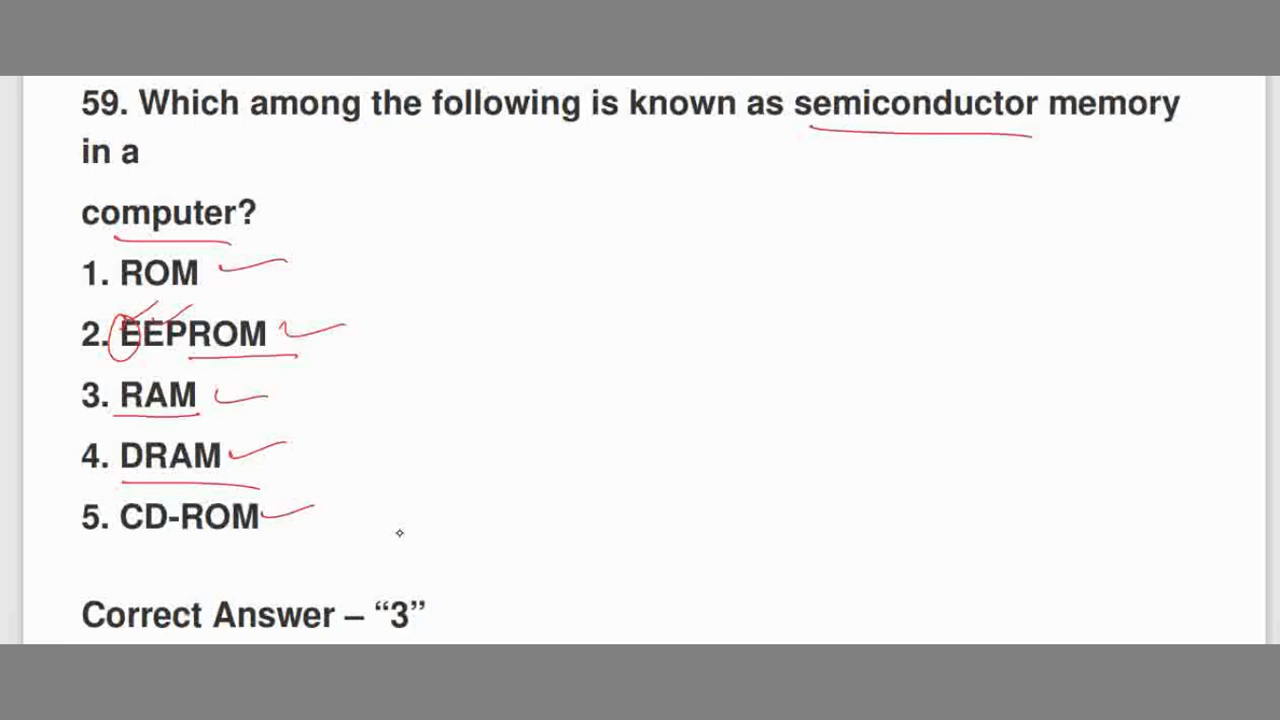 59. Which among the following is known as semiconductor memory
in a
computer?
1. ROM
2. EEPROM
3. RAM
4. DRAM
5. CD-ROM
Correct Answer – “3”